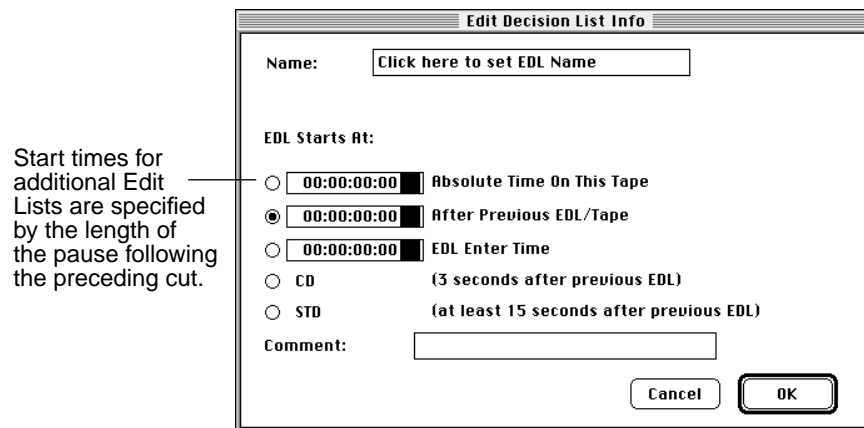 Edit Decision List Info
Name: Click here to set EDL Name
EDL Starts At:
Start times for
additional Edit
Lists are specified
by the length of
the pause following
the preceding cut.
00:00:00:00 Absolute Time On This Tape
00:00:00:00 After Previous EDL/Tape
00:00:00:00 EDL Enter Time
CD (3 seconds after previous EDL)
STD (at least 15 seconds after previous EDL)
Comment:
Cancel OK